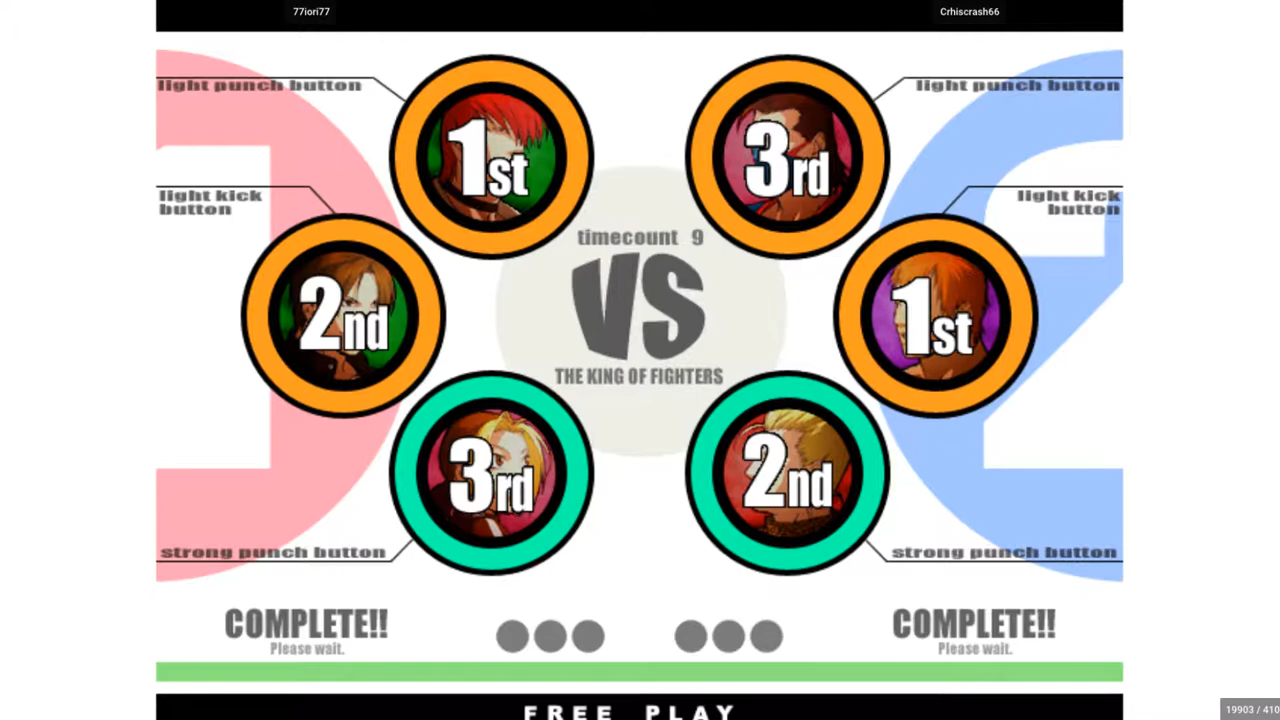 77iori77
Crhiscrash66
light punch button
light punch button
1st
3rd
light kick
button
light kick
button
timecount 9
VS
THE KING OF FIGHTERS
2nd
1st
3rd
2nd
strong punch button
strong punch button
COMPLETE!!
Please wait.
COMPLETE!!
Please wait.
FREE PLAY
19903 / 410